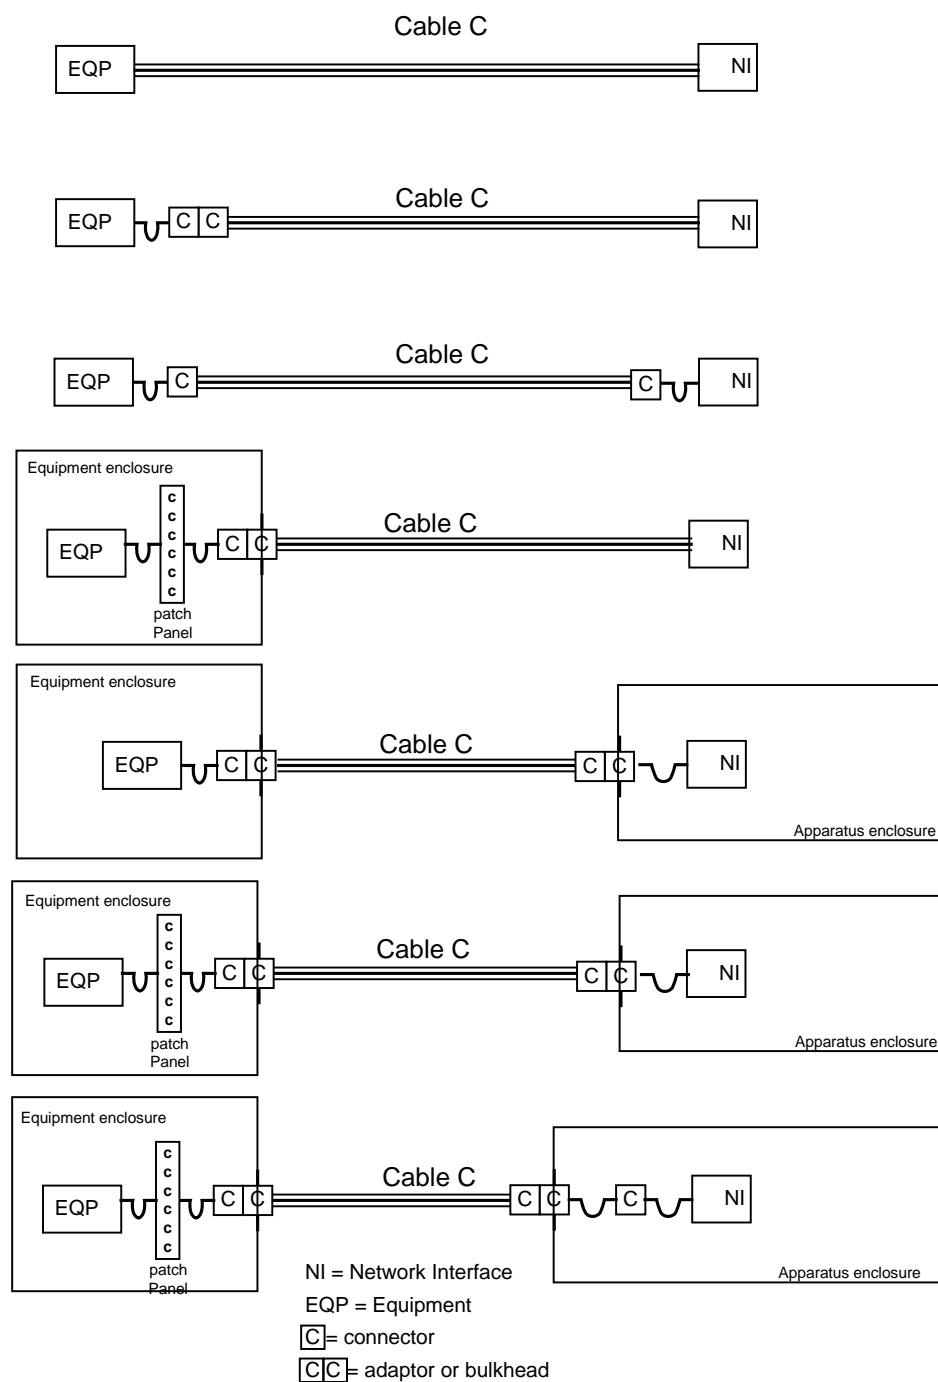 Cable C
EQP
NI
Cable C
EQP
C C
NI
Cable C
EQP
C
C
NI
Equipment enclosure
c
c
c
c
c
c
EQP
C C
Cable C
NI
patch
Panel
Equipment enclosure
EQP
C C
Cable C
C C
NI
Apparatus enclosure
Equipment enclosure
c
c
c
c
c
c
EQP
C C
Cable C
C C
NI
patch
Panel
Apparatus enclosure
Equipment enclosure
c
c
c
c
c
c
EQP
C C
Cable C
C C
C
NI
patch
Panel
Apparatus enclosure
NI = Network Interface
EQP = Equipment
C = connector
C C = adaptor or bulkhead